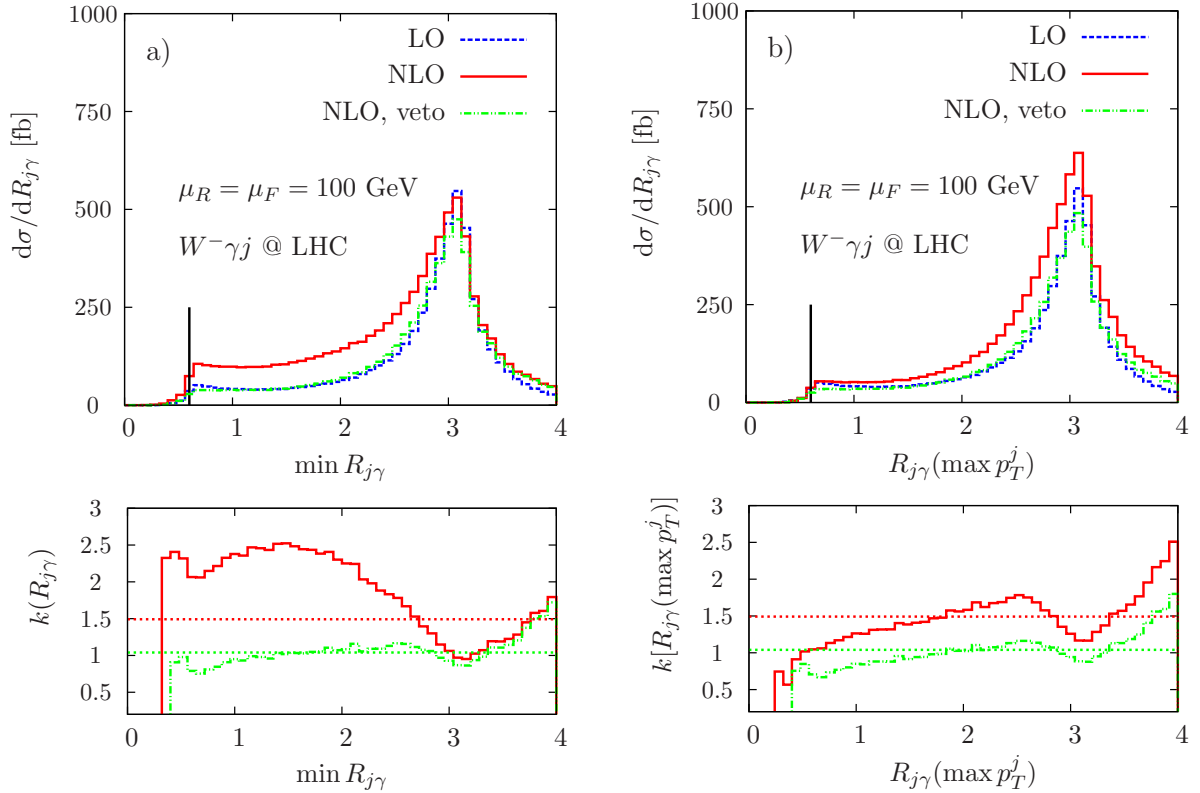 a)
LO
NLO
NLO, veto
μ_R = μ_F = 100 GeV
W⁻γj @ LHC
dσ/dR_{jγ} [fb]
1000
750
500
250
0
0 1 2 3 4
min R_{jγ}
b)
LO
NLO
NLO, veto
μ_R = μ_F = 100 GeV
W⁻γj @ LHC
dσ/dR_{jγ} [fb]
1000
750
500
250
0
0 1 2 3 4
R_{jγ}(max p_T^j)
k(R_{jγ})
3
2.5
2
1.5
1
0.5
0 1 2 3 4
min R_{jγ}
k[R_{jγ}(max p_T^j)]
3
2.5
2
1.5
1
0.5
0 1 2 3 4
R_{jγ}(max p_T^j)